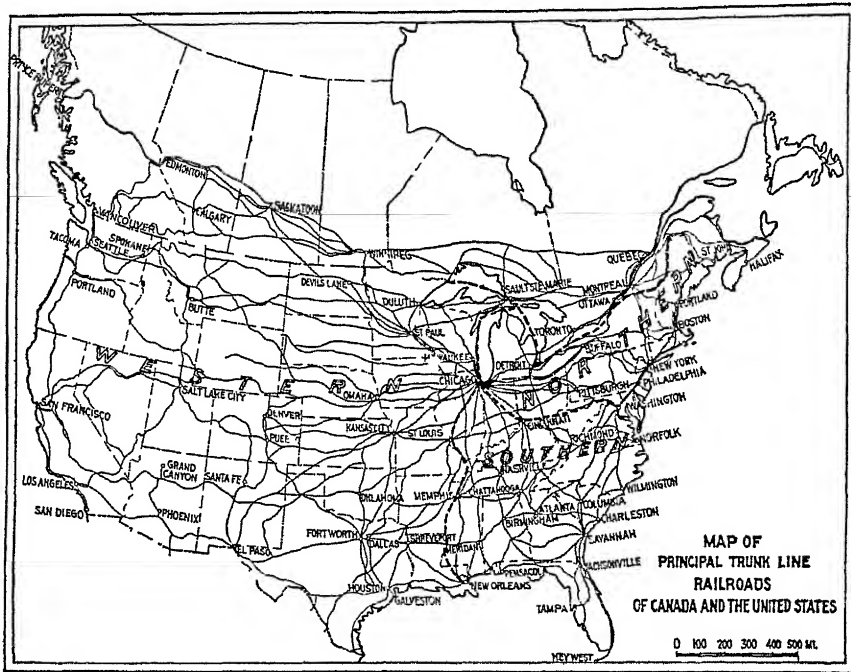 EDMONTON
SASKATOON
CALGARY
VANCOUVER
TACOMA
SEATTLE
SPOKANE
WINNIPEG
QUEBEC
ST JOHN
HALIFAX
DEVILS LAKE
DULUTH
SAULT STE MARIE
MONTREAL
OTTAWA
PORTLAND
BUTTE
ST PAUL
TORONTO
PORTLAND
BOSTON
BUFFALO
DETROIT
NEW YORK
CHICAGO
PITTSBURGH
PHILADELPHIA
WASHINGTON
WESTERN
SAN FRANCISCO
SALT LAKE CITY
OMAHA
DENVER
KANSAS CITY
ST LOUIS
RICHMOND
NORFOLK
SOUTHERN
NASHVILLE
GRAND
CANYON
SANTA FE
LOS ANGELES
SAN DIEGO
PHOENIX
OKLAHOMA
MEMPHIS
CHATTANOOGA
WILMINGTON
ATLANTA
COLUMBIA
BIRMINGHAM
CHARLESTON
SAVANNAH
FORT WORTH
DALLAS
SHREVEPORT
MERIDAN
EL PASO
JACKSONVILLE
HOUSTON
GALVESTON
NEW ORLEANS
TAMPA
KEY WEST
MAP OF
PRINCIPAL TRUNK LINE
RAILROADS
OF CANADA AND THE UNITED STATES
0 100 200 300 400 500 MI.